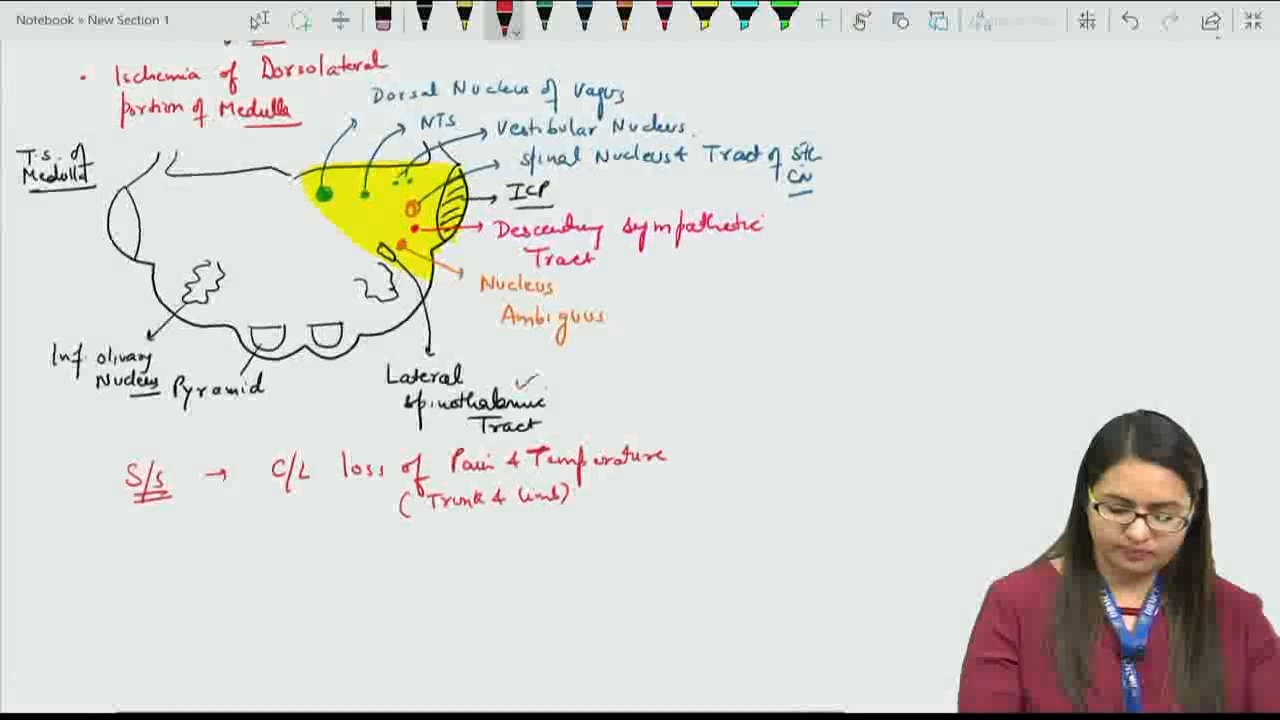 Notebook » New Section 1
• Ischemia of Dorsolateral
portion of Medulla
Dorsal Nucleus of Vagus
NTS
Vestibular Nucleus
Spinal Nucleus & Tract of 5th
CN
T.S. of
Medulla
ICP
Descending Sympathetic
Tract
Nucleus
Ambiguus
Inf olivary
Nucleus
Pyramid
Lateral
Spinothalamic
Tract
S/s → C/L loss of Pain & Temperature
(Trunk & limb)